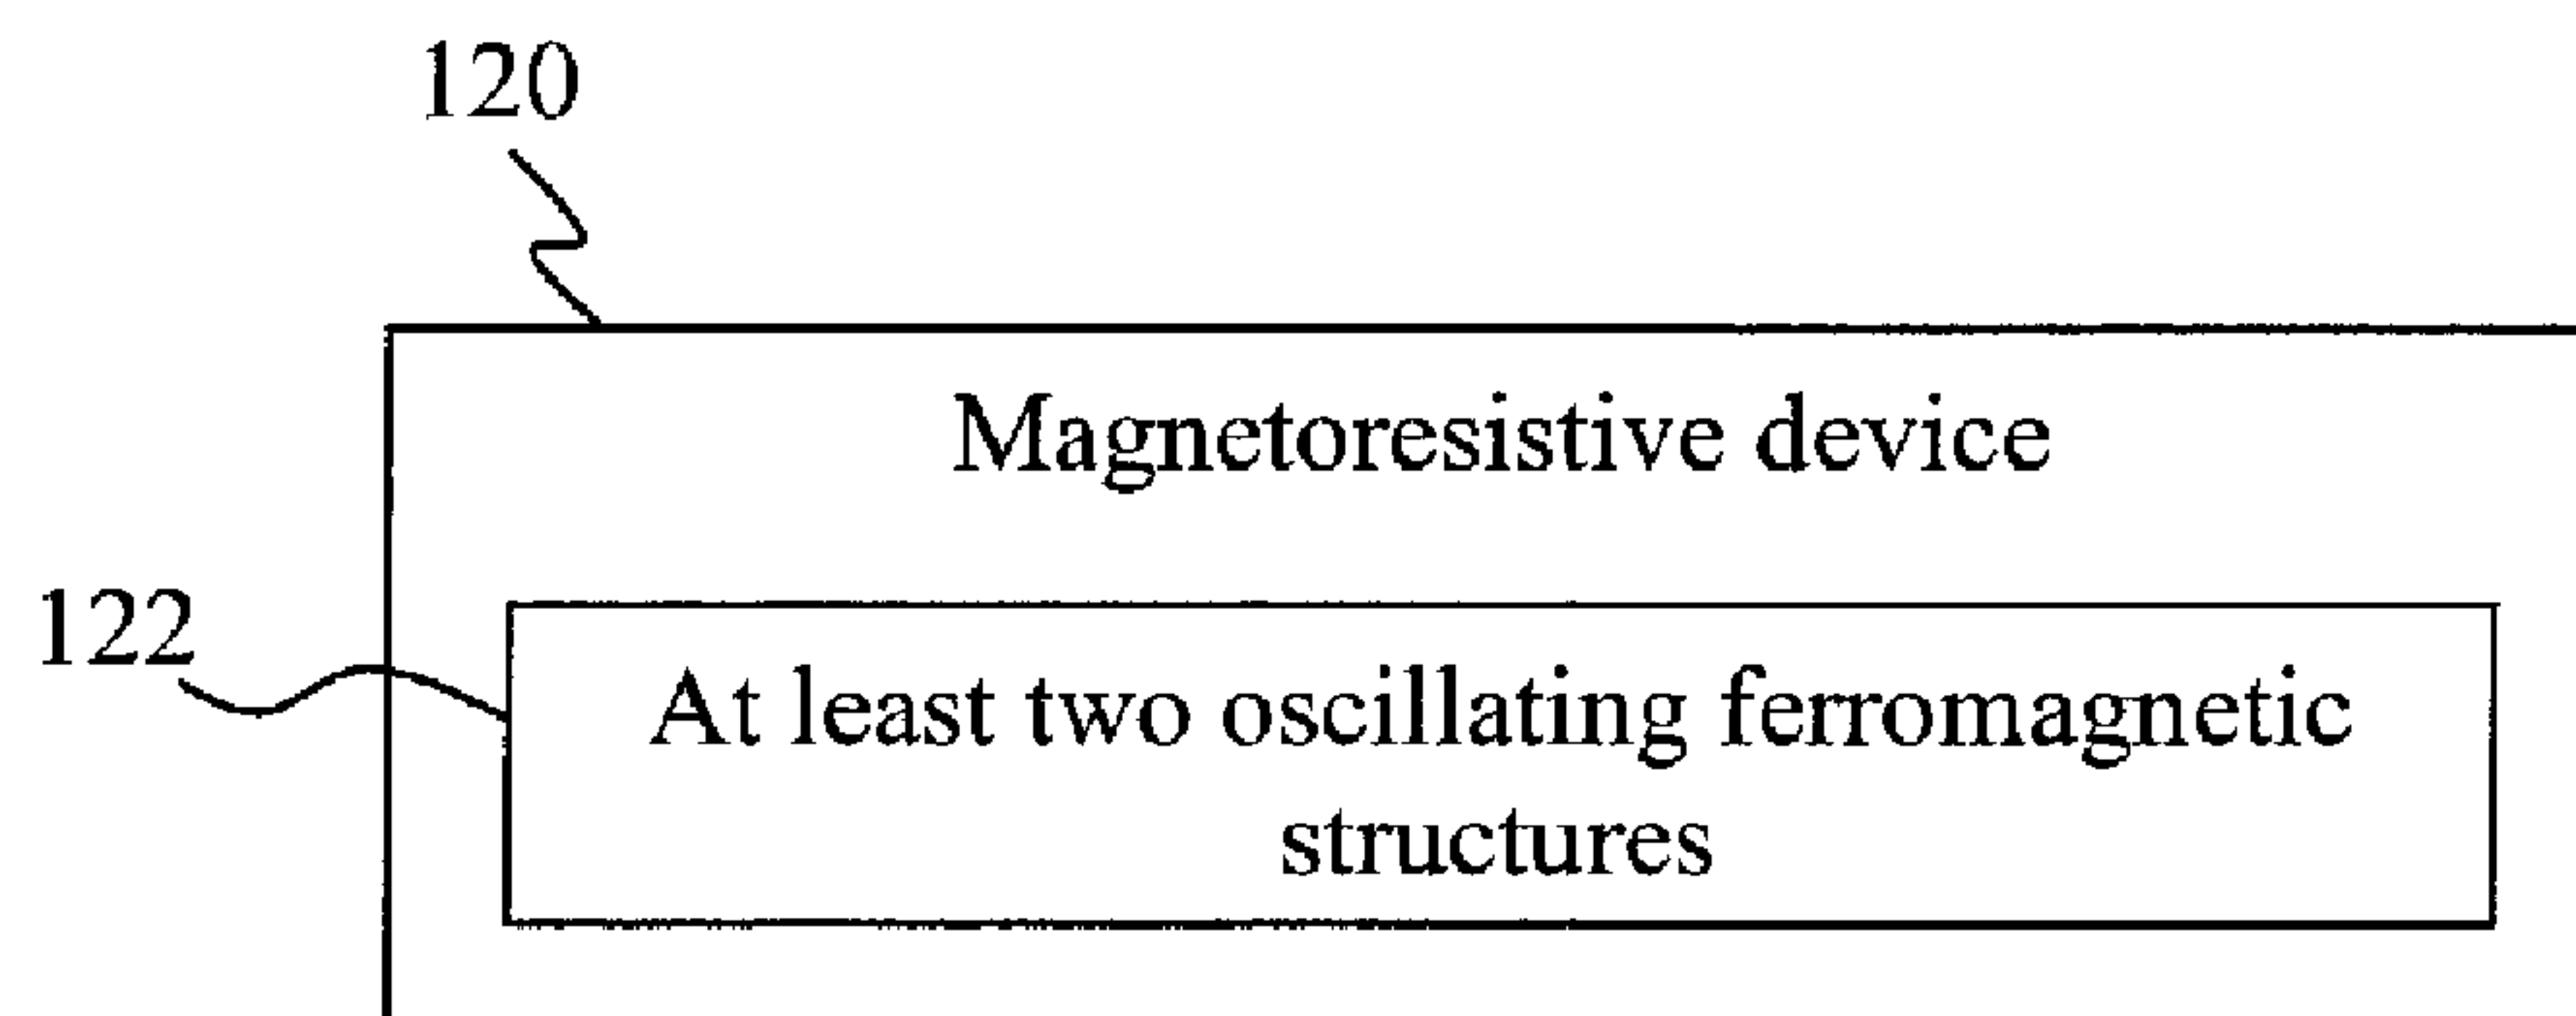 120
Magnetoresistive device
122
At least two oscillating ferromagnetic
structures